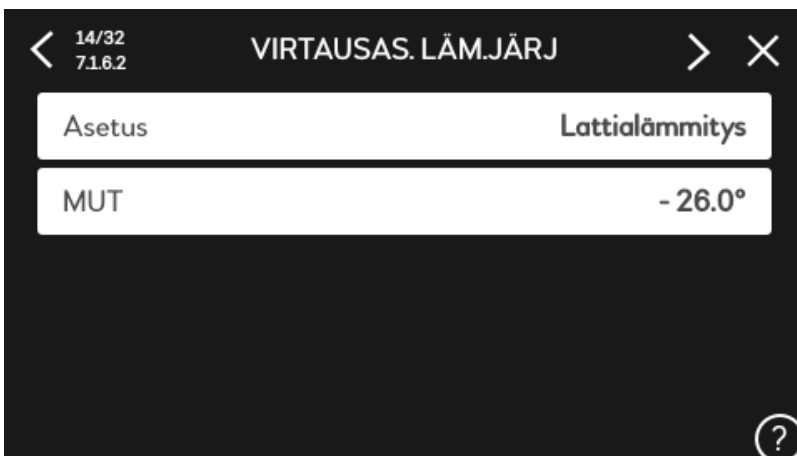 14/32
7.1.6.2
VIRTAUSAS. LÄM.JÄRJ
Asetus Lattialämmitys
MUT - 26.0°
?